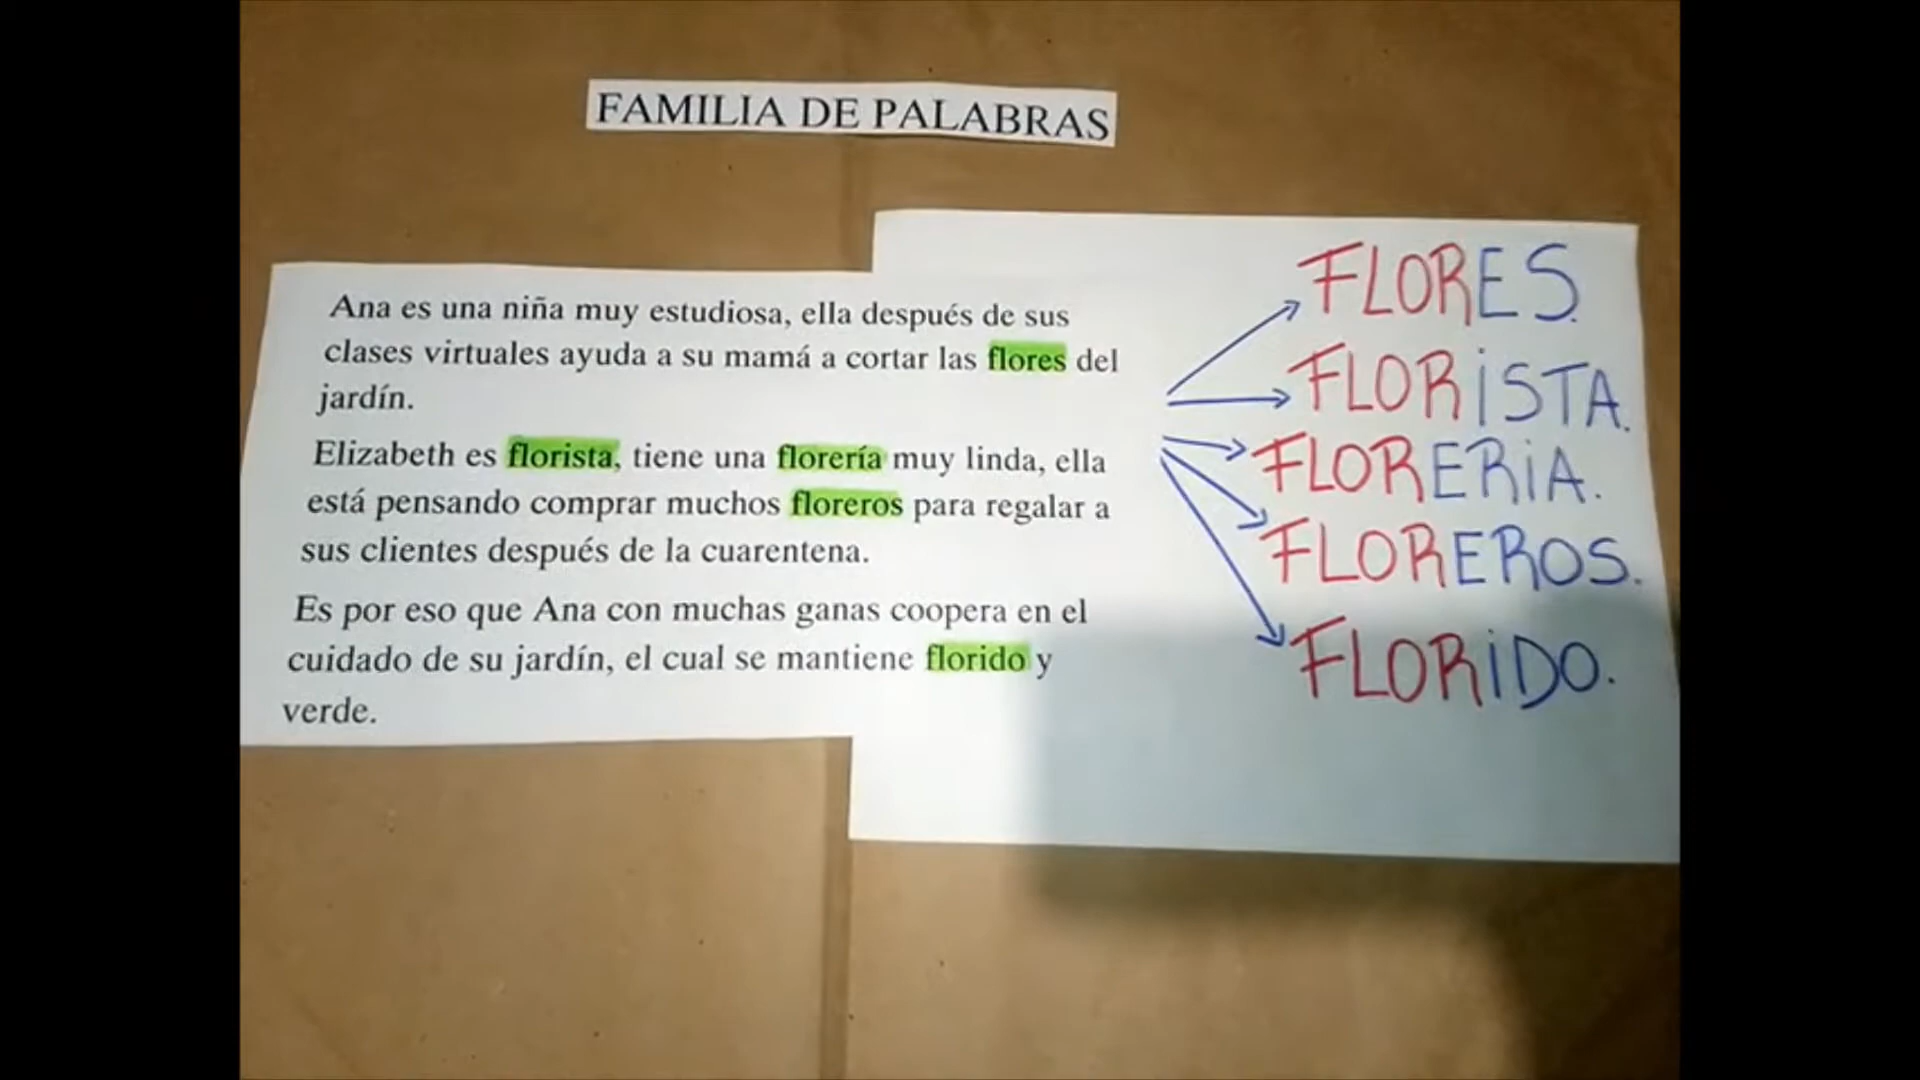 FAMILIA DE PALABRAS
Ana es una niña muy estudiosa, ella después de sus
clases virtuales ayuda a su mamá a cortar las flores del
jardín.
Elizabeth es florista, tiene una florería muy linda, ella
está pensando comprar muchos floreros para regalar a
sus clientes después de la cuarentena.
Es por eso que Ana con muchas ganas coopera en el
cuidado de su jardín, el cual se mantiene florido y
verde.
FLORES.
FLORiSTA.
FLORERiA.
FLOREROS.
FLORiDO.